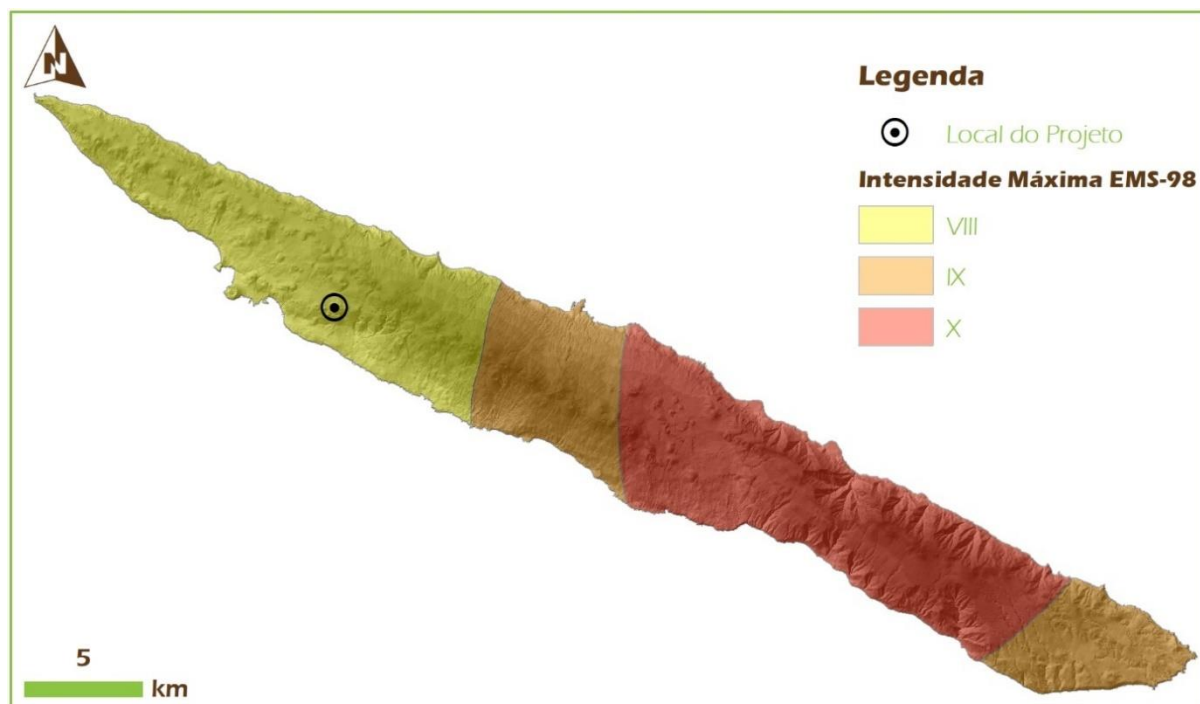 N
Legenda
Local do Projeto
Intensidade Máxima EMS-98
VIII
IX
X
5
km